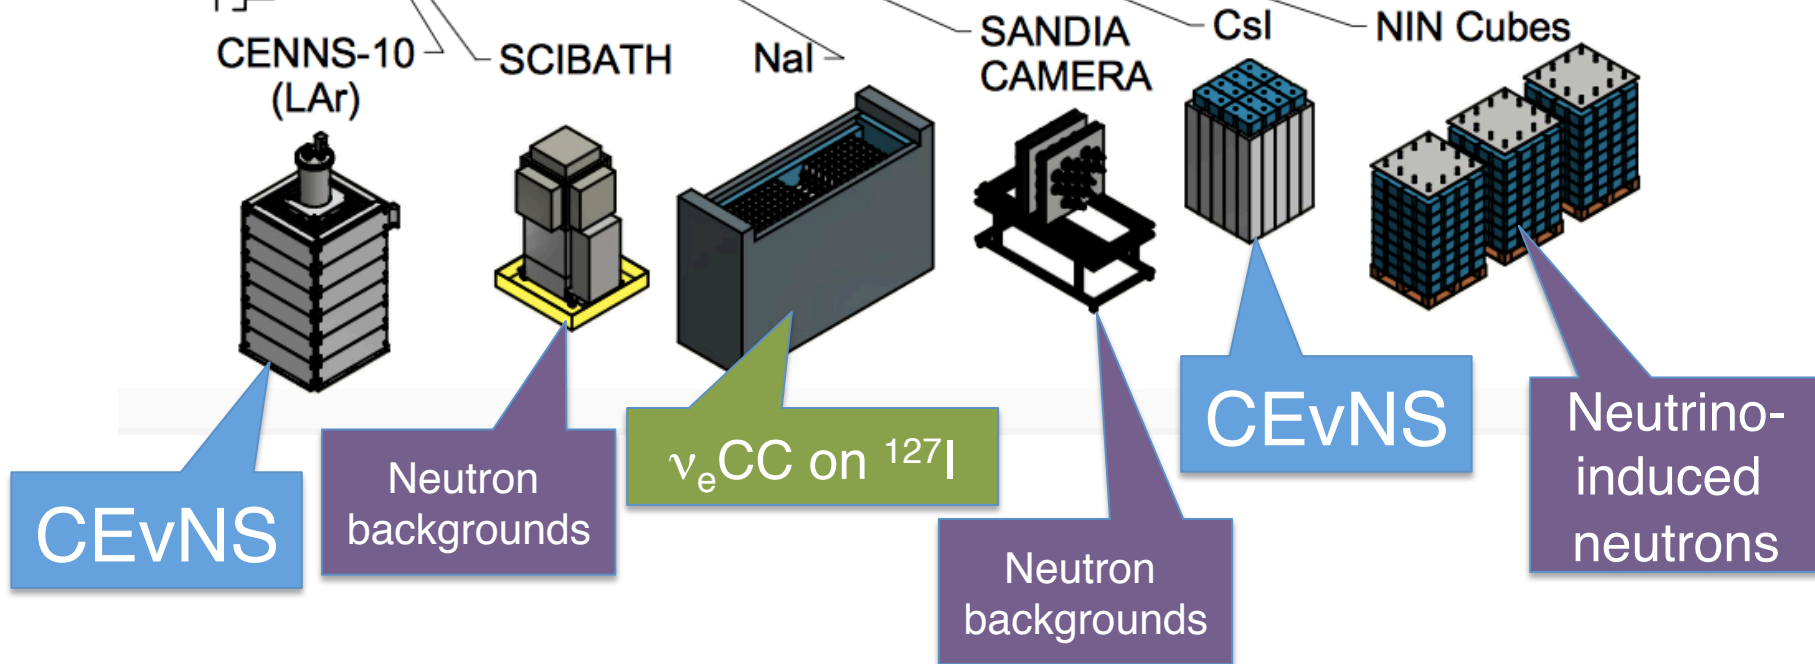 CENNS-10
(LAr)
SCIBATH
NaI
SANDIA
CAMERA
CsI
NIN Cubes
CEvNS
Neutron
backgrounds
νeCC on 127I
Neutron
backgrounds
CEvNS
Neutrino-
induced
neutrons